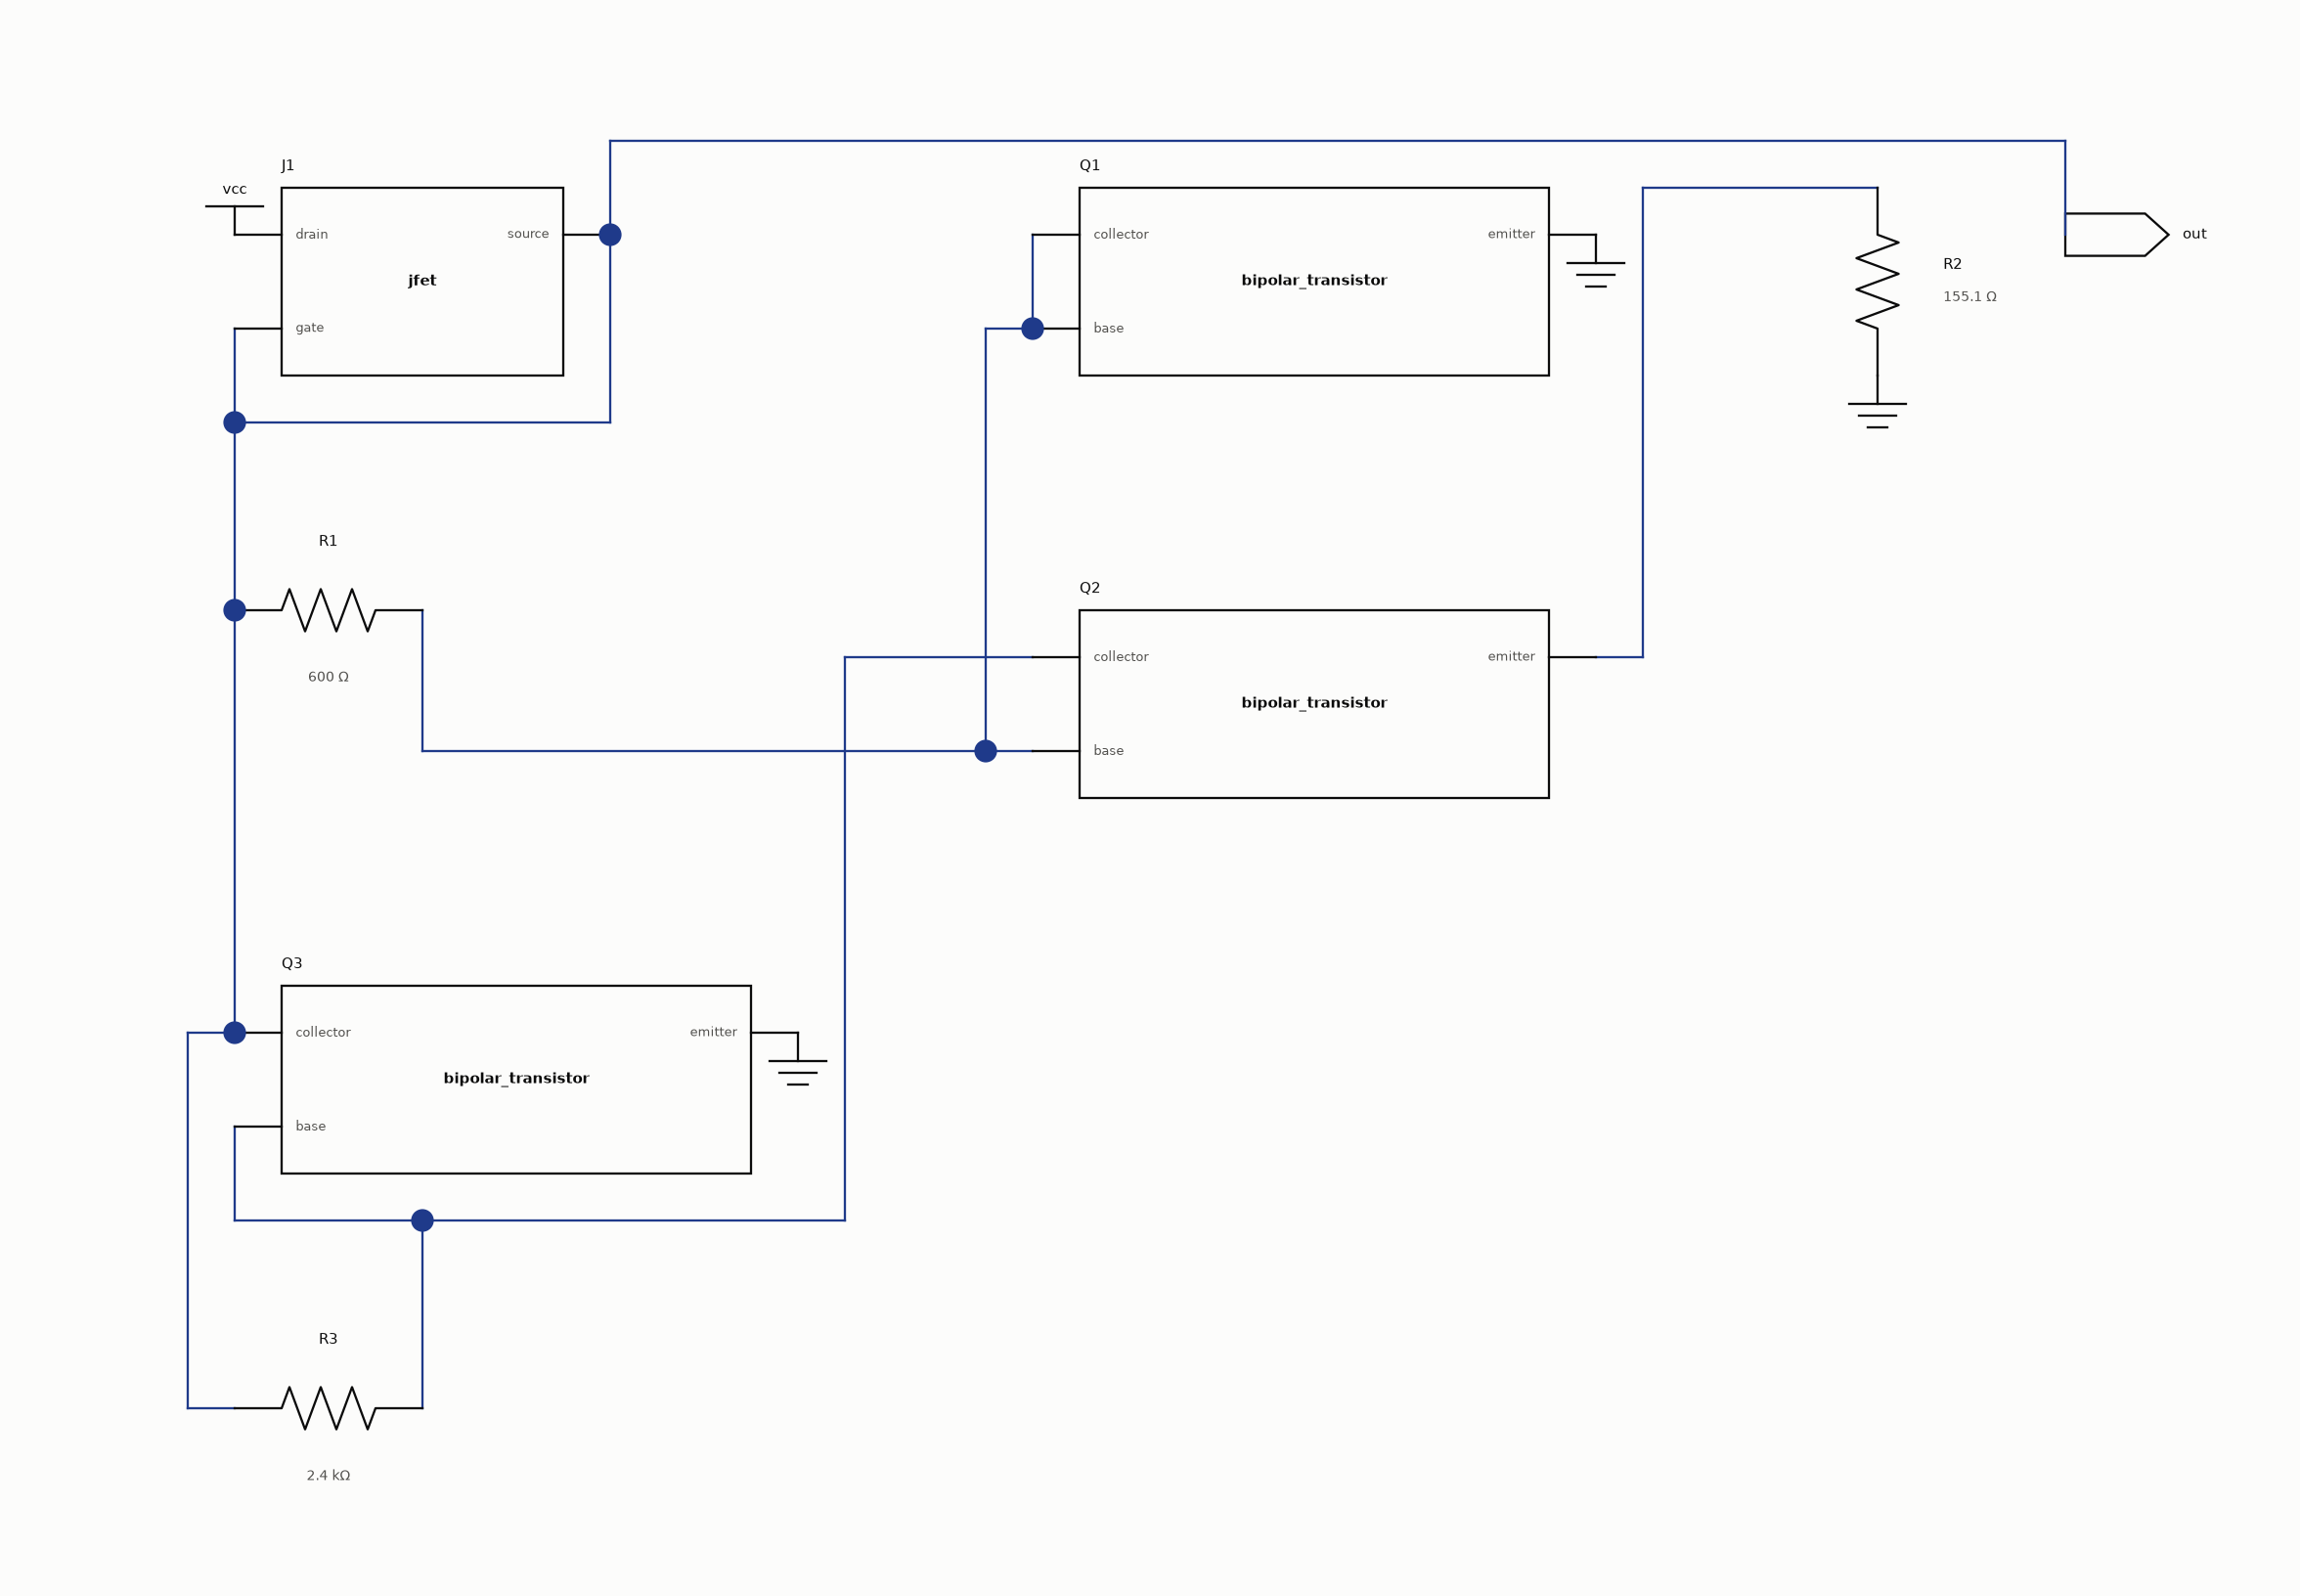 J1
vcc
drain
source
jfet
gate
Q1
collector
emitter
bipolar_transistor
base
R2
155.1 Ω
out
R1
600 Ω
Q2
collector
emitter
bipolar_transistor
base
Q3
collector
emitter
bipolar_transistor
base
R3
2.4 kΩ